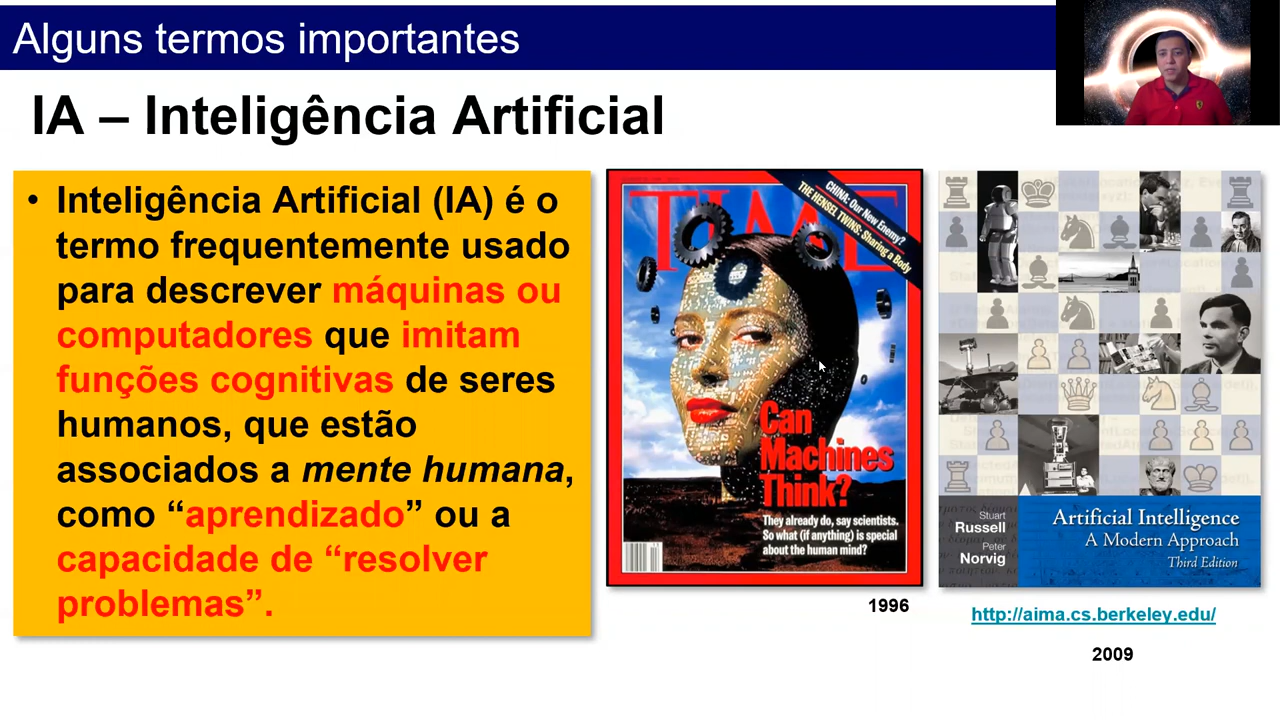 Alguns termos importantes
IA – Inteligência Artificial
• Inteligência Artificial (IA) é o
termo frequentemente usado
para descrever máquinas ou
computadores que imitam
funções cognitivas de seres
humanos, que estão
associados a mente humana,
como “aprendizado” ou a
capacidade de “resolver
problemas”.
TIME
CHINA: Our New Enemy?
THE HENSEL TWINS: Sharing a Body
Can
Machines
Think?
They already do, say scientists.
So what (if anything) is special
about the human mind?
1996
Stuart
Russell
Peter
Norvig
Artificial Intelligence
A Modern Approach
Third Edition
http://aima.cs.berkeley.edu/
2009